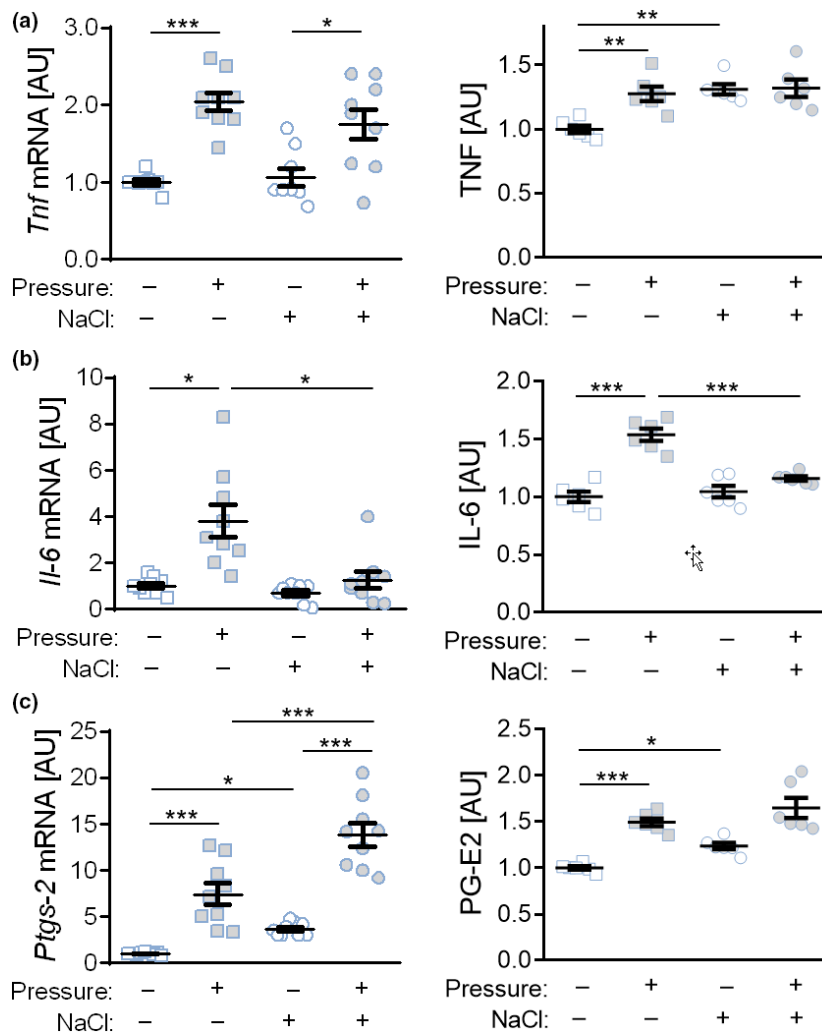 (a)
Tnf mRNA [AU]
3.0
2.0
1.0
0.0
*** *
Pressure: – + – +
NaCl: – – + +
TNF [AU]
1.5
1.0
0.5
0.0
**
**
Pressure: – + – +
NaCl: – – + +
(b)
Il-6 mRNA [AU]
10
8
6
4
2
0
* *
Pressure: – + – +
NaCl: – – + +
IL-6 [AU]
2.0
1.5
1.0
0.5
0.0
*** ***
Pressure: – + – +
NaCl: – – + +
(c)
Ptgs-2 mRNA [AU]
25
20
15
10
5
0
***
***
*
***
Pressure: – + – +
NaCl: – – + +
PG-E2 [AU]
2.5
2.0
1.5
1.0
0.5
0.0
*
***
Pressure: – + – +
NaCl: – – + +